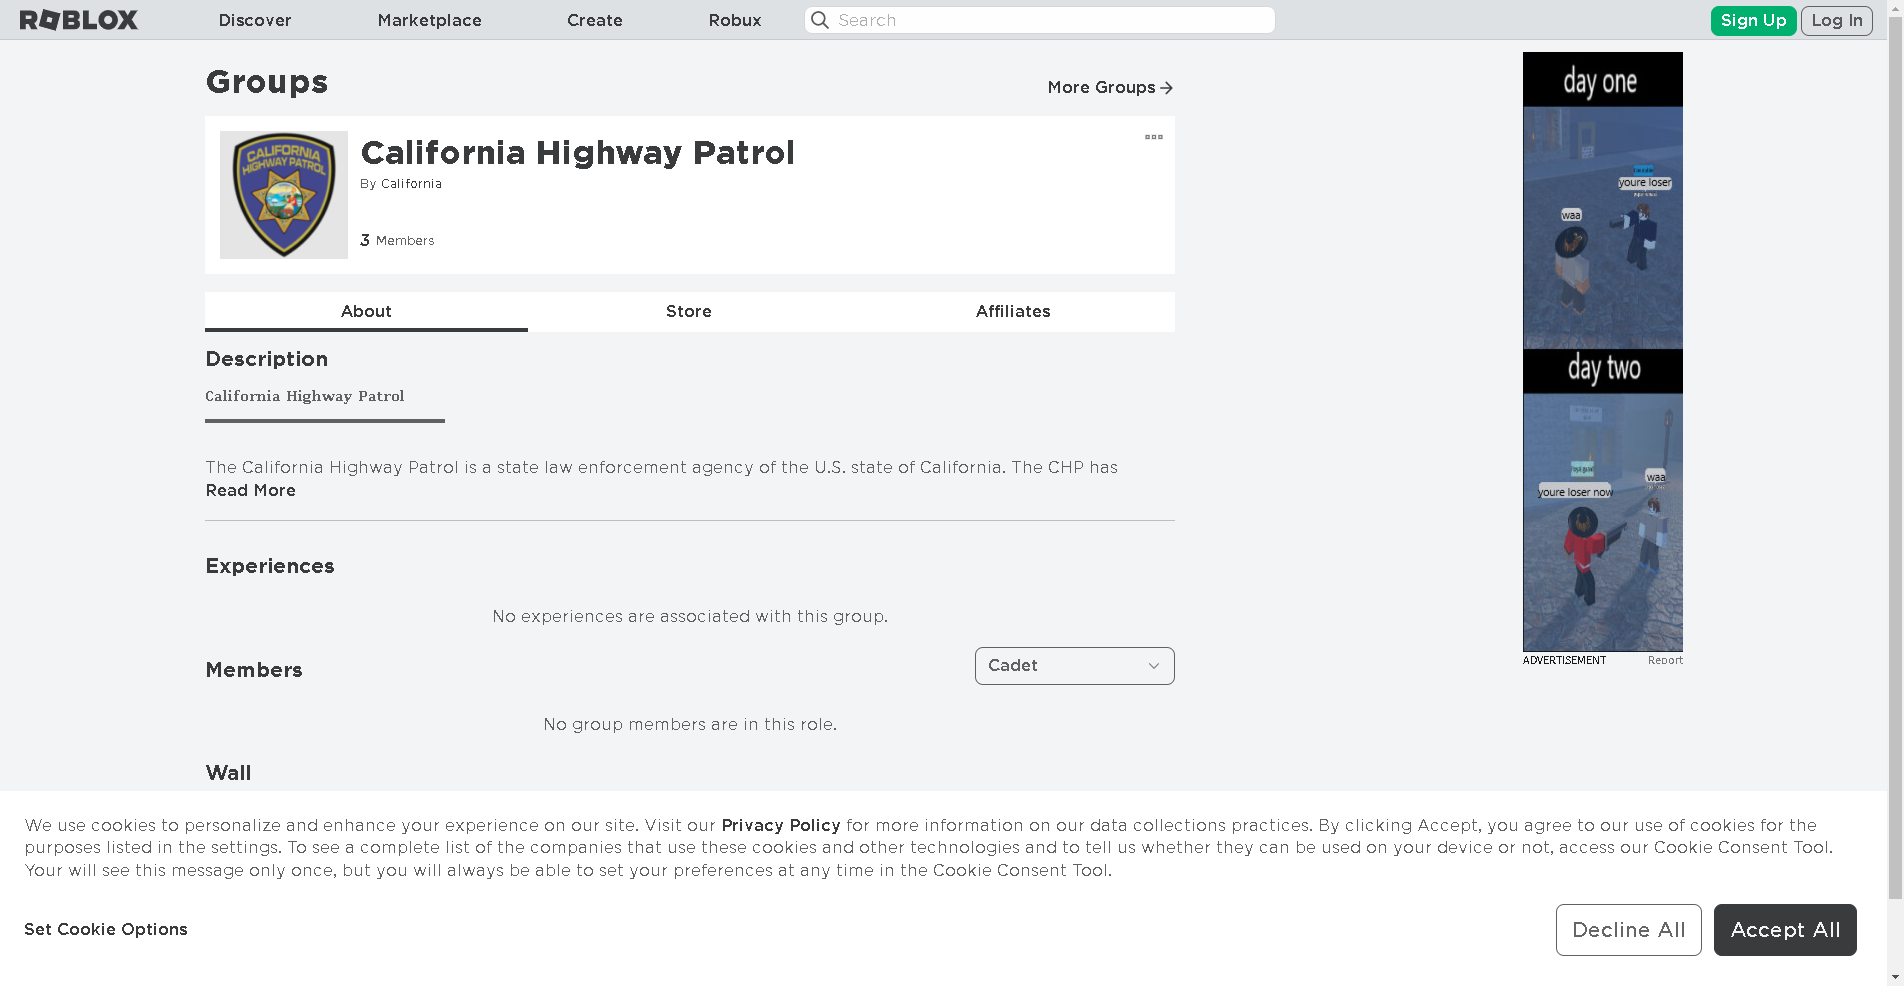 ROBLOX
Discover
Marketplace
Create
Robux
Search
Sign Up
Log In
Groups
More Groups
CALIFORNIA
HIGHWAY PATROL
California Highway Patrol
By California
3 Members
About
Store
Affiliates
Description
California Highway Patrol
The California Highway Patrol is a state law enforcement agency of the U.S. state of California. The CHP has
Read More
Experiences
No experiences are associated with this group.
Members
Cadet
No group members are in this role.
Wall
day one
youre loser
waa
day two
waa
youre loser now
ADVERTISEMENT
Report
We use cookies to personalize and enhance your experience on our site. Visit our Privacy Policy for more information on our data collections practices. By clicking Accept, you agree to our use of cookies for the
purposes listed in the settings. To see a complete list of the companies that use these cookies and other technologies and to tell us whether they can be used on your device or not, access our Cookie Consent Tool.
Your will see this message only once, but you will always be able to set your preferences at any time in the Cookie Consent Tool.
Set Cookie Options
Decline All
Accept All